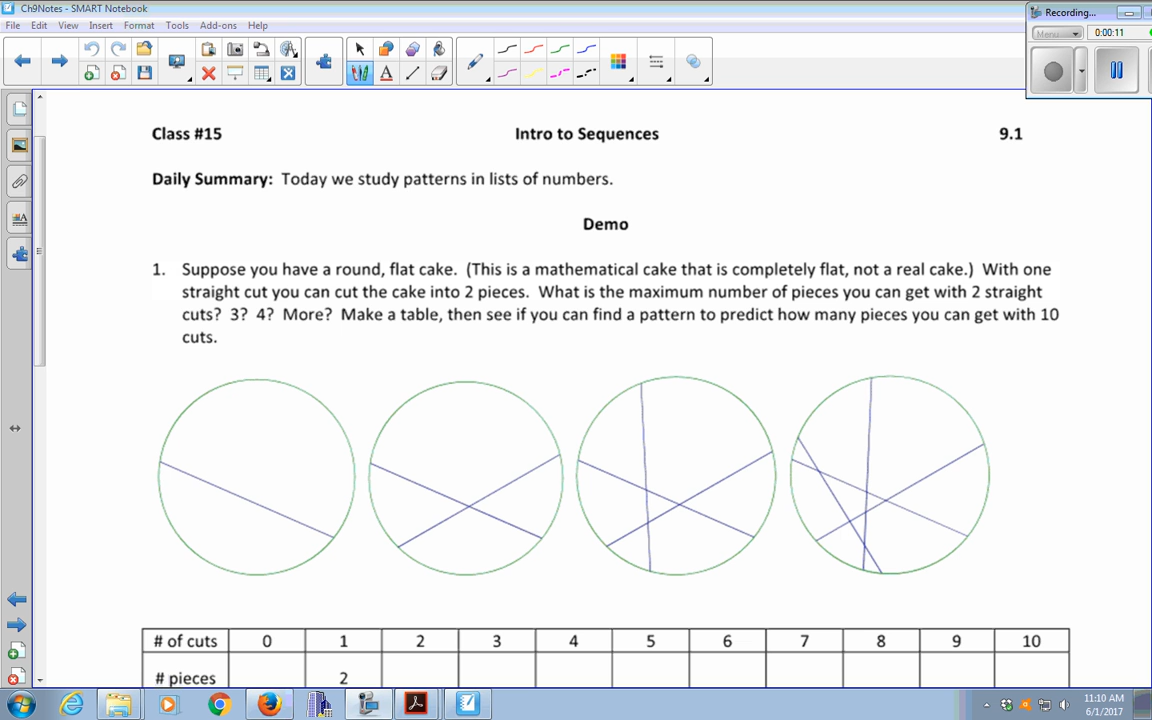 Ch9Notes - SMART Notebook
Recording...
File Edit View Insert Format Tools Add-ons Help
Menu
0:00:11
Class #15 Intro to Sequences 9.1
Daily Summary: Today we study patterns in lists of numbers.
Demo
1. Suppose you have a round, flat cake. (This is a mathematical cake that is completely flat, not a real cake.) With one
straight cut you can cut the cake into 2 pieces. What is the maximum number of pieces you can get with 2 straight
cuts? 3? 4? More? Make a table, then see if you can find a pattern to predict how many pieces you can get with 10
cuts.
# of cuts 0 1 2 3 4 5 6 7 8 9 10
# pieces 2
11:10 AM
6/1/2017